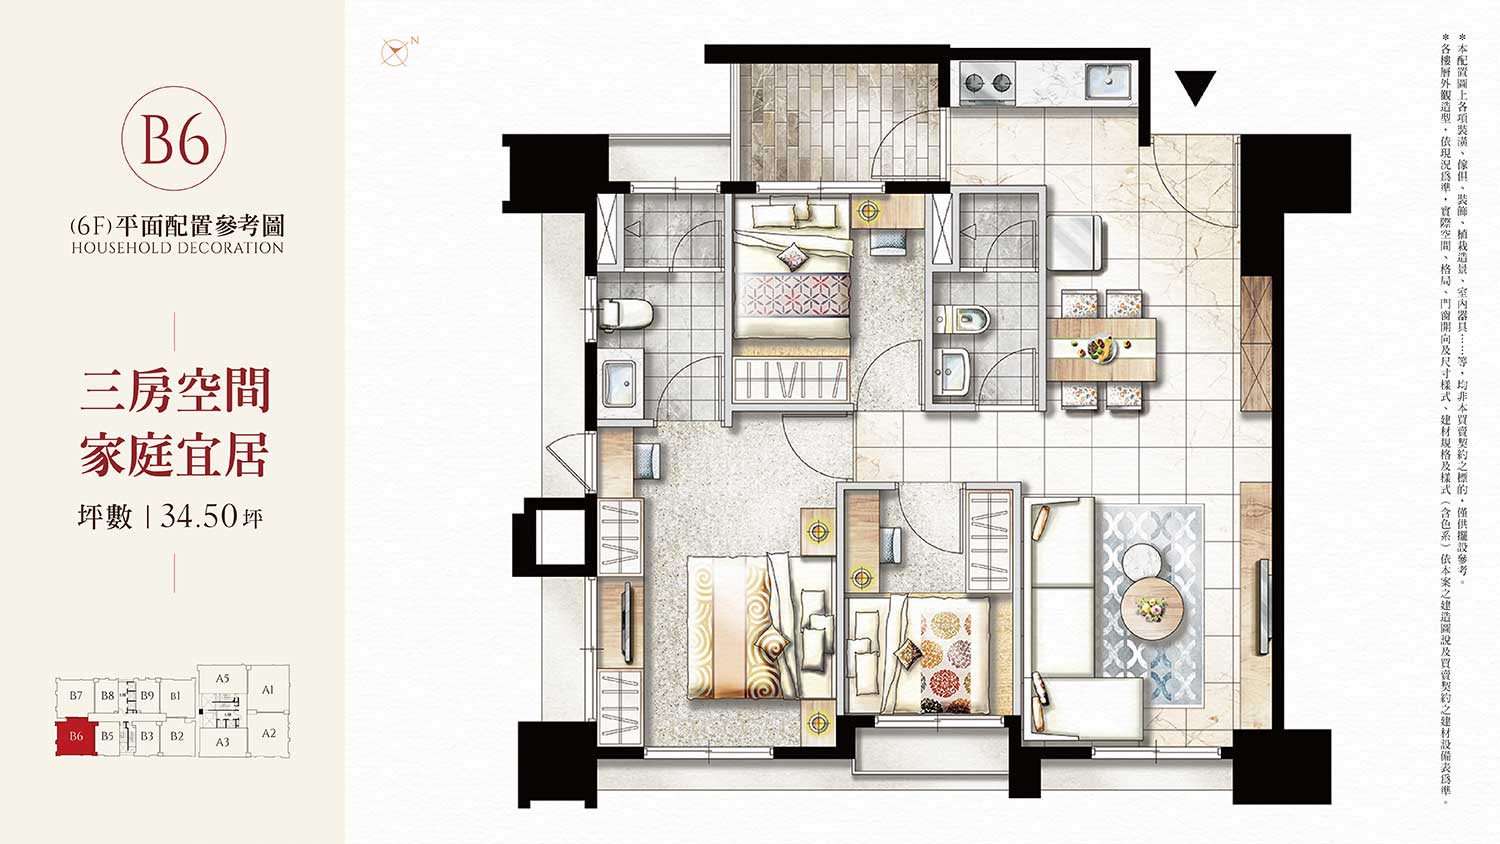 B6
(6F)平面配置參考圖
HOUSEHOLD DECORATION
三房空間
家庭宜居
坪數 | 34.50坪
B7
B8
B9
B1
A5
A1
B6
B5
B3
B2
A3
A2
N
＊本配置圖上各項裝潢、傢俱、裝飾、植栽造景、室內器具……等，均非本買賣契約之標的，僅供擺設參考。
＊各樓層外觀造型，依現況為準，實際空間、格局、門窗開向及尺寸樣式、建材規格及樣式（含色系）依本案之建造圖說及買賣契約之建材設備表為準。